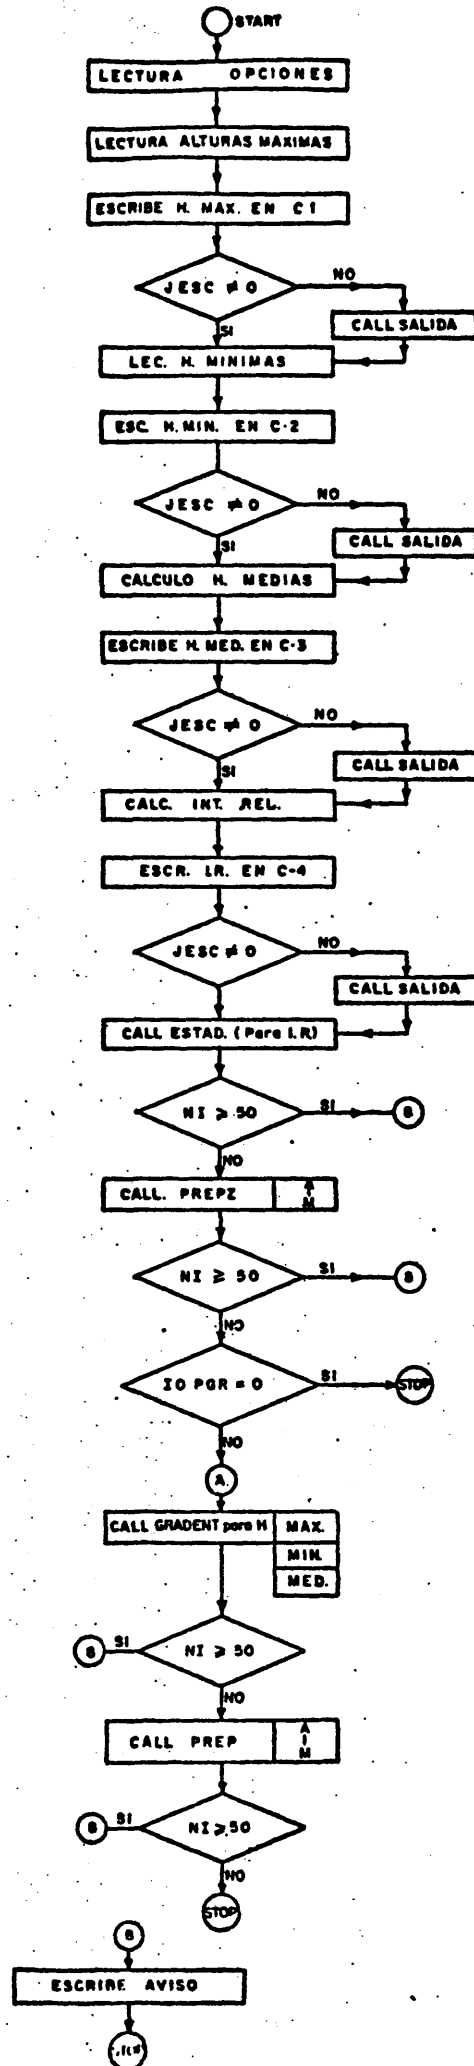 START
LECTURA OPCIONES
LECTURA ALTURAS MAXIMAS
ESCRIBE H. MAX. EN C1
JESC ≠ 0
NO
SI
CALL SALIDA
LEC. H. MINIMAS
ESC. H. MIN. EN C-2
JESC ≠ 0
NO
SI
CALL SALIDA
CALCULO H. MEDIAS
ESCRIBE H. MED. EN C-3
JESC ≠ 0
NO
SI
CALL SALIDA
CALC. INT. REL.
ESCR. I.R. EN C-4
JESC ≠ 0
NO
CALL SALIDA
CALL ESTAD. (Para I.R)
NI ≥ 50
SI
B
NO
CALL. PREPZ
A
I
M
NI ≥ 50
SI
B
NO
IO PGR = 0
SI
STOP
NO
A
CALL GRADENT para H
MAX.
MIN.
MED.
B
SI
NI ≥ 50
NO
CALL PREP
A
I
M
B
SI
NI ≥ 50
NO
STOP
B
ESCRIBE AVISO